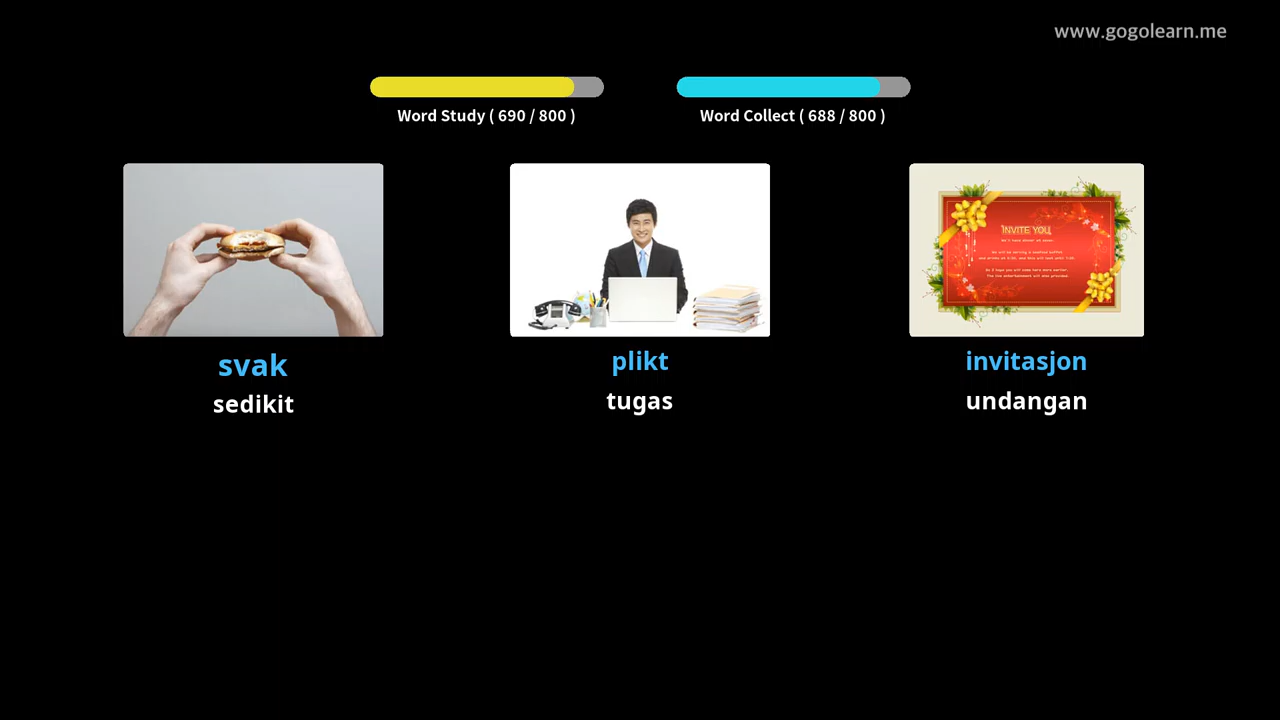 www.gogolearn.me
Word Study ( 690 / 800 )
Word Collect ( 688 / 800 )
INVITE YOU
svak
sedikit
plikt
tugas
invitasjon
undangan